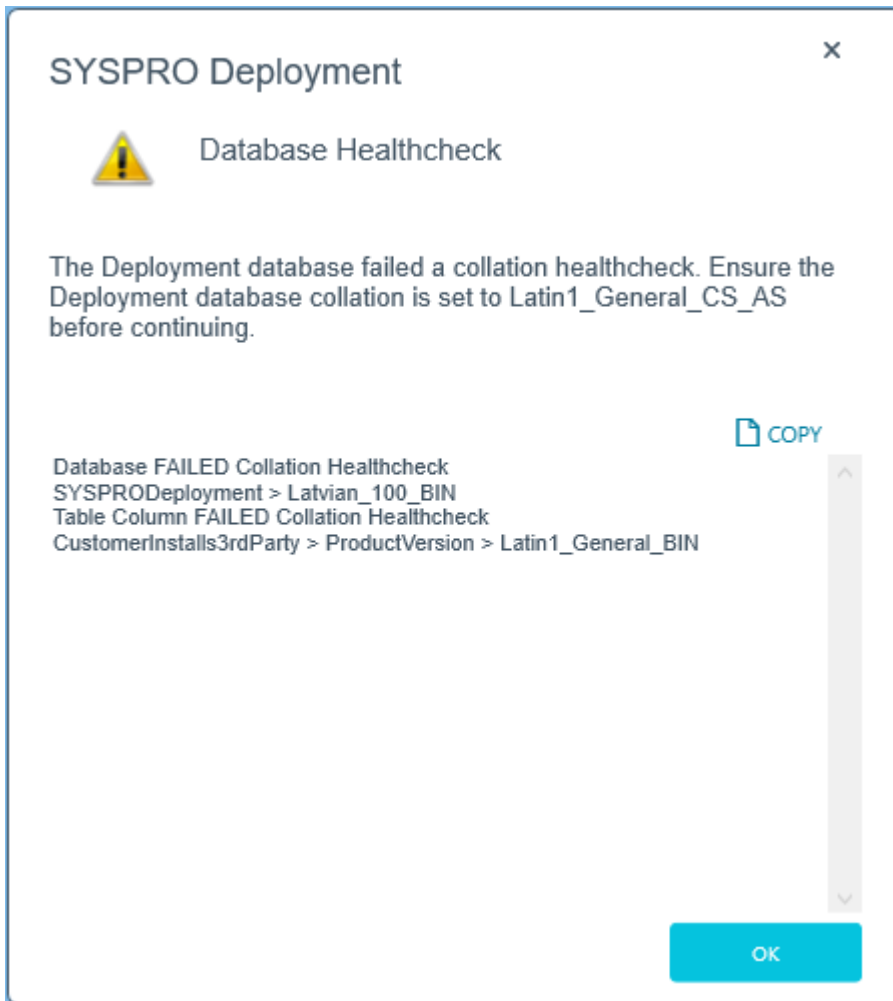 SYSPRO Deployment
Database Healthcheck
The Deployment database failed a collation healthcheck. Ensure the
Deployment database collation is set to Latin1_General_CS_AS
before continuing.
COPY
Database FAILED Collation Healthcheck
SYSPRODeployment > Latvian_100_BIN
Table Column FAILED Collation Healthcheck
CustomerInstalls3rdParty > ProductVersion > Latin1_General_BIN
OK